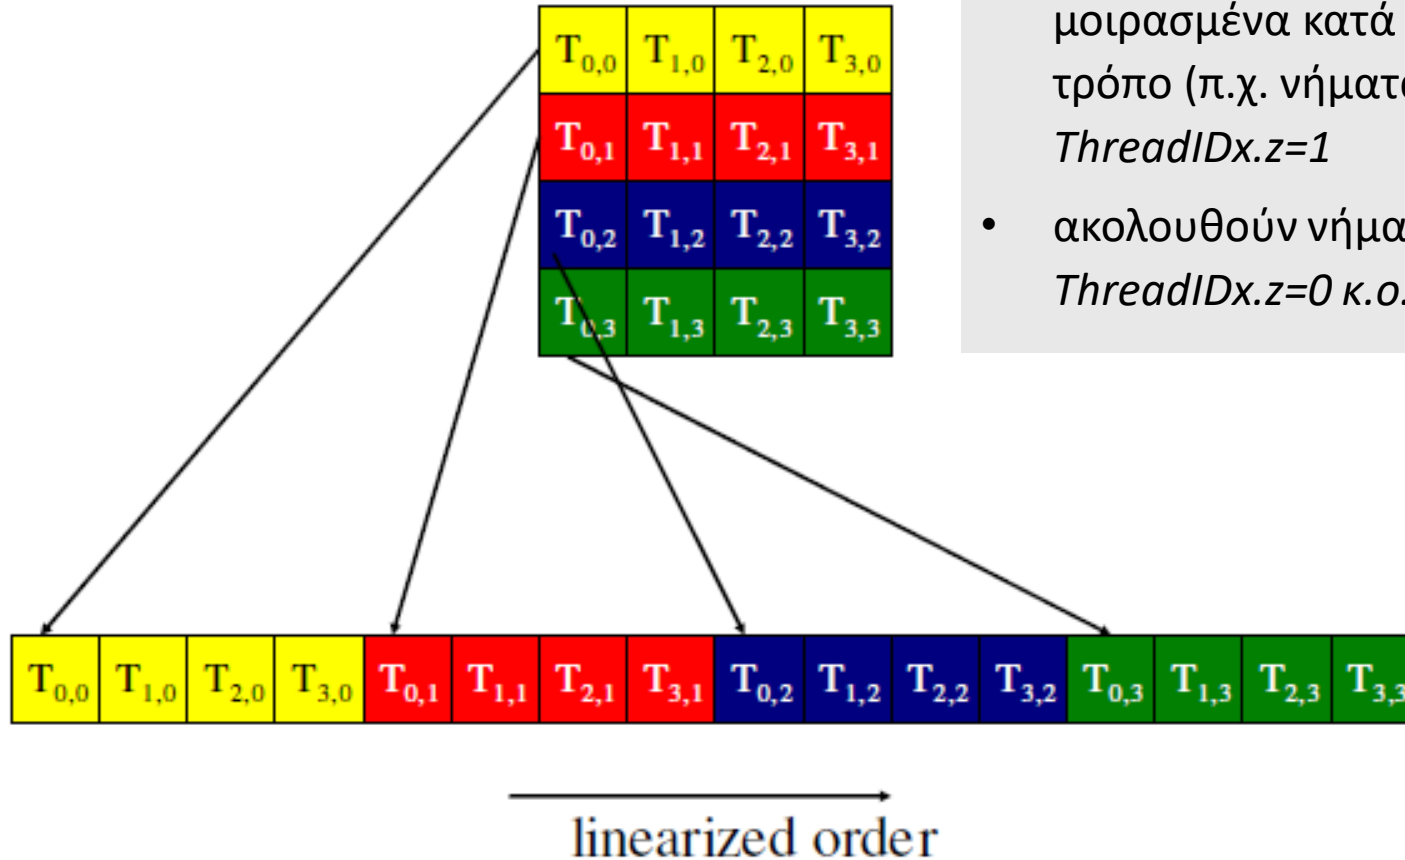 T0,0 T1,0 T2,0 T3,0
T0,1 T1,1 T2,1 T3,1
T0,2 T1,2 T2,2 T3,2
T0,3 T1,3 T2,3 T3,3
μοιρασμένα κατά
τρόπο (π.χ. νήματα
ThreadIDx.z=1
• ακολουθούν νήμα
ThreadIDx.z=0 κ.ο.
T0,0 T1,0 T2,0 T3,0 T0,1 T1,1 T2,1 T3,1 T0,2 T1,2 T2,2 T3,2 T0,3 T1,3 T2,3 T3,3
linearized order